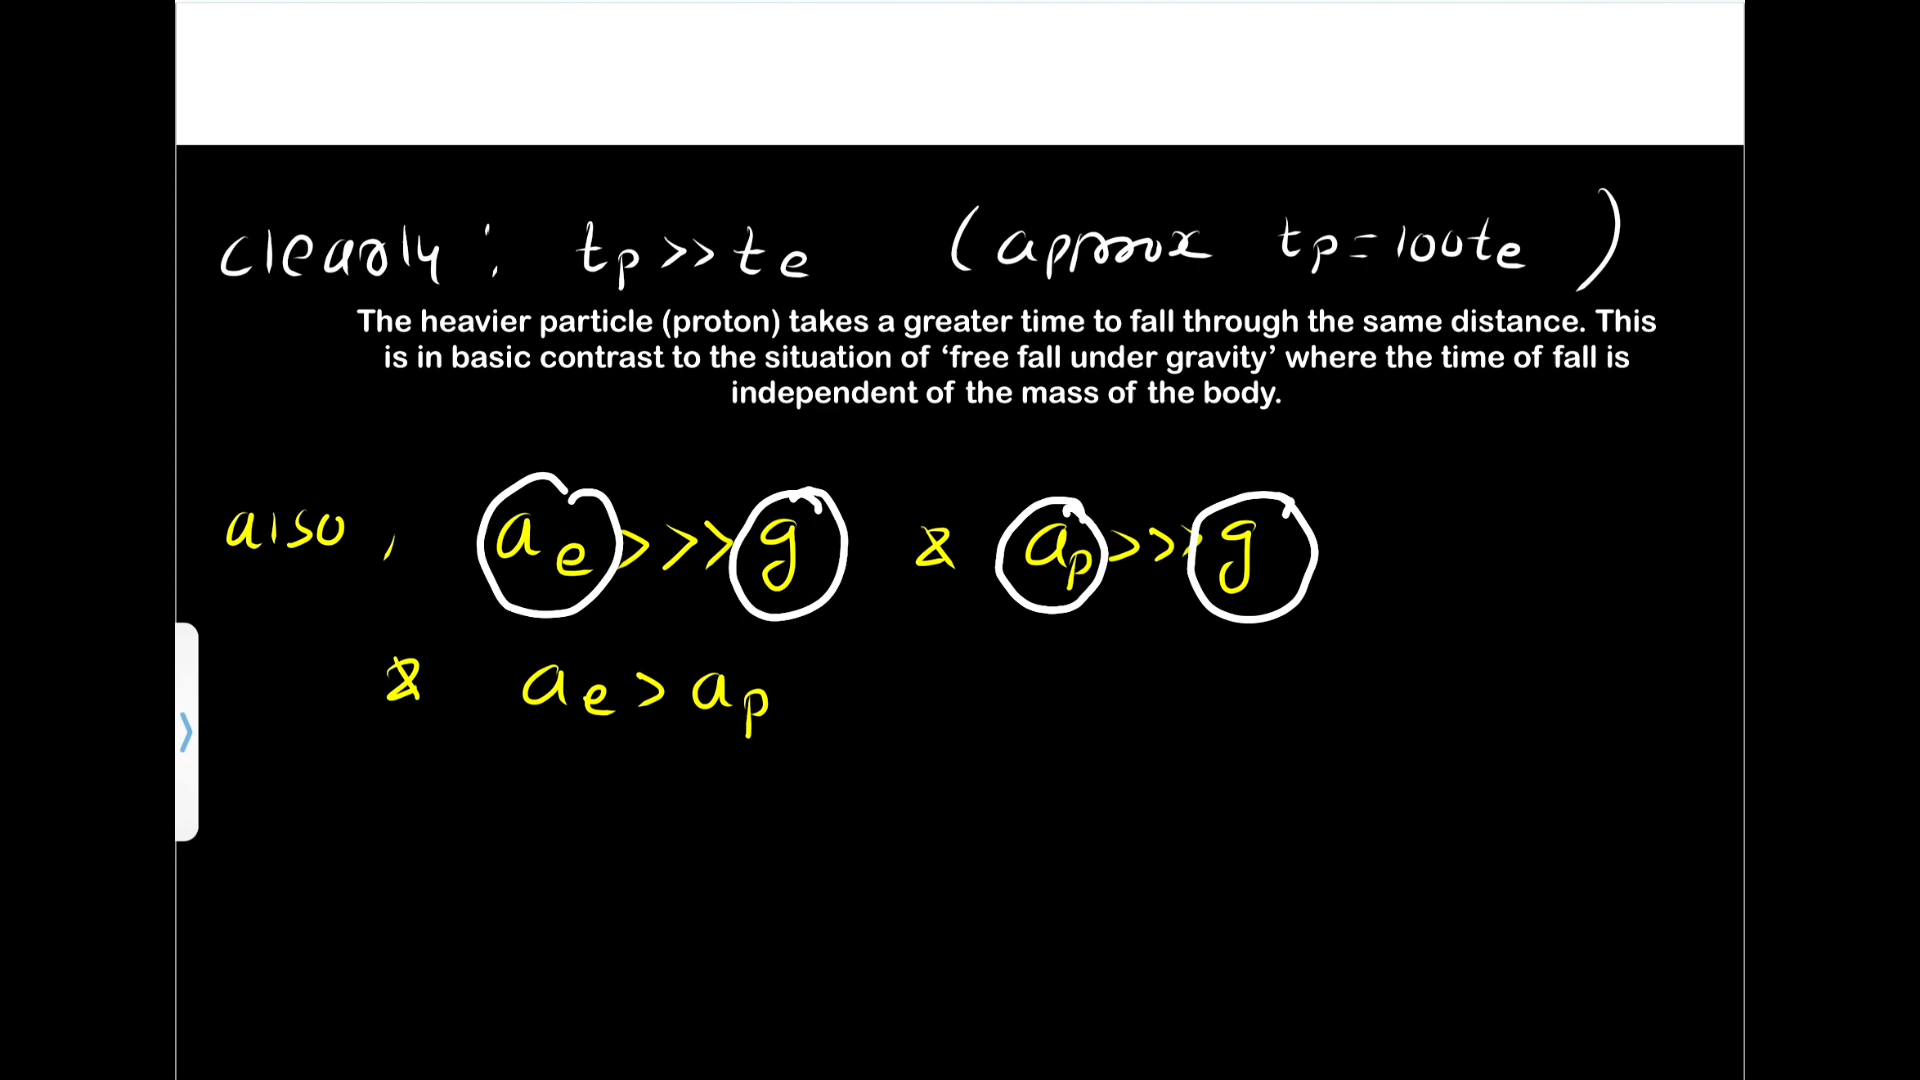 clearly : tp >> te (approx tp = 100te)
The heavier particle (proton) takes a greater time to fall through the same distance. This
is in basic contrast to the situation of ‘free fall under gravity’ where the time of fall is
independent of the mass of the body.
also, ae >>> g & ap >>> g
& ae > ap